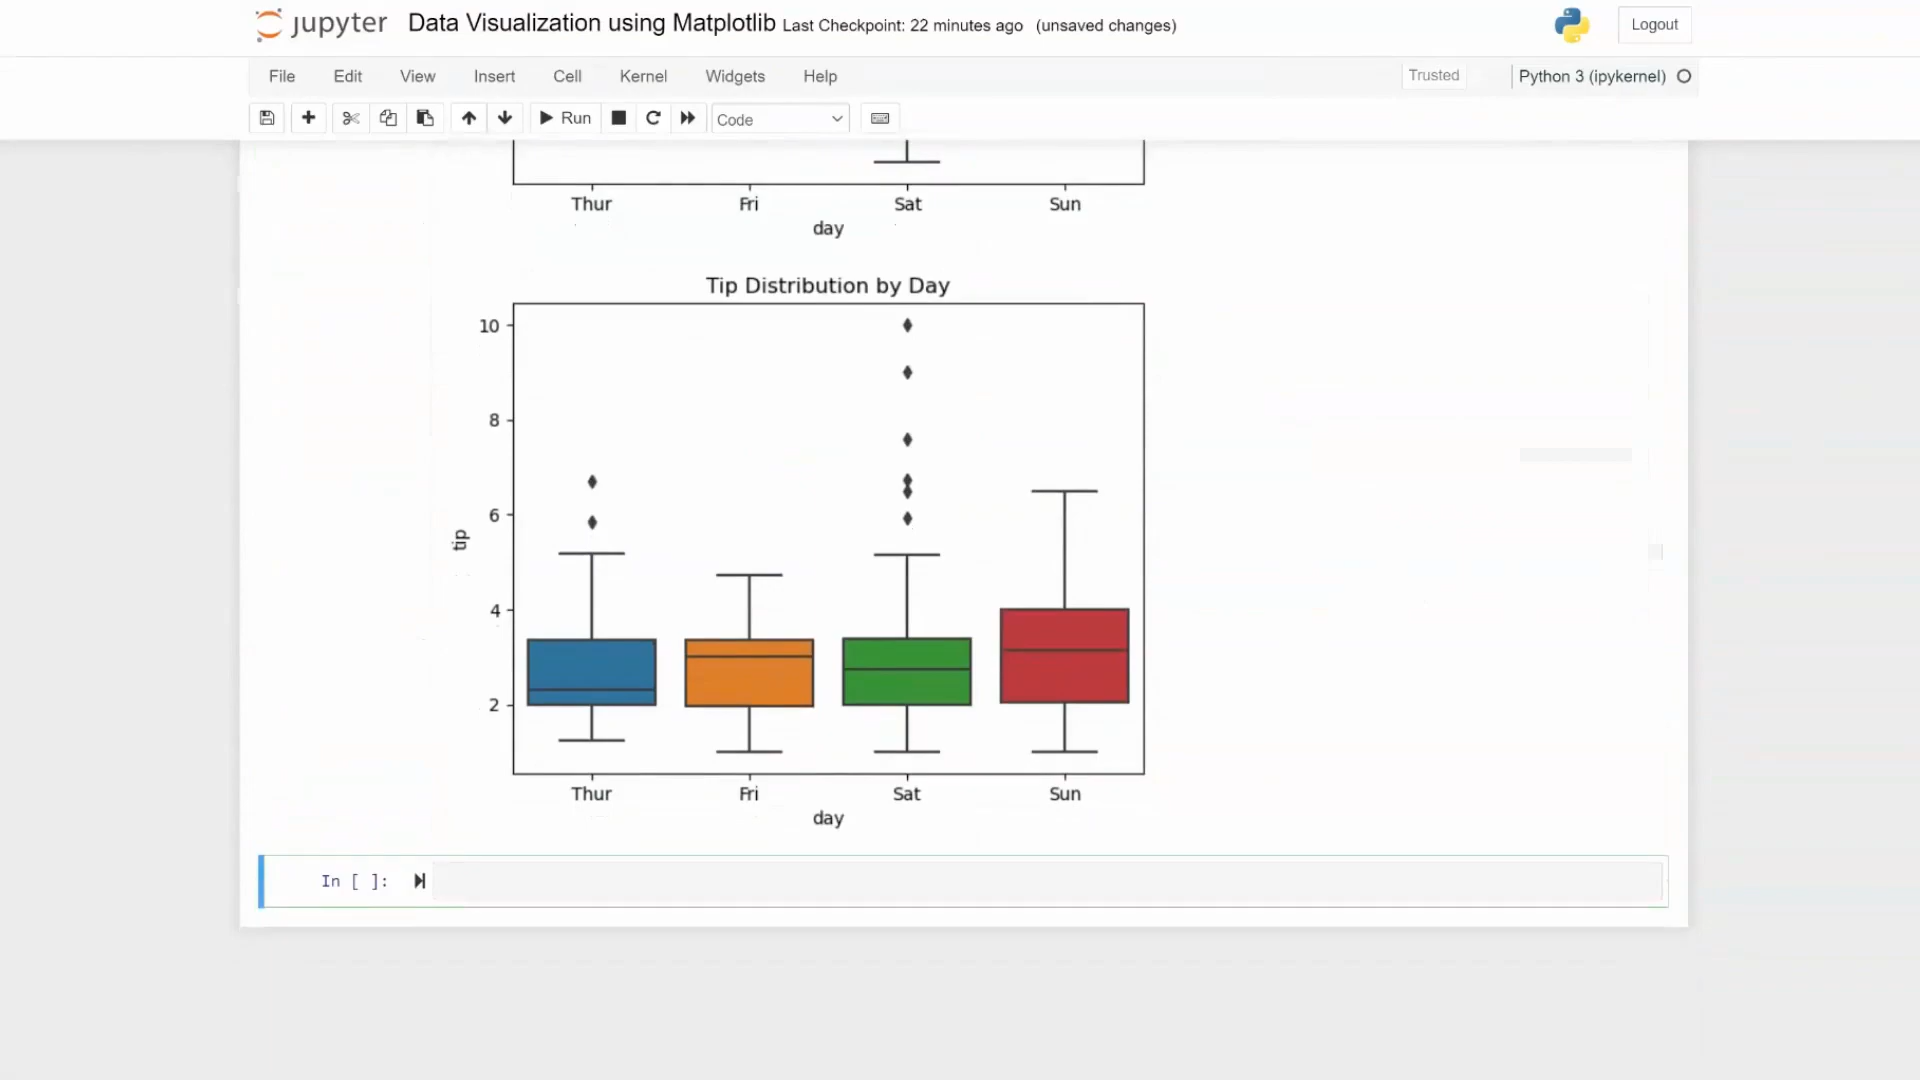 jupyter Data Visualization using Matplotlib Last Checkpoint: 22 minutes ago (unsaved changes) Logout
File Edit View Insert Cell Kernel Widgets Help Trusted Python 3 (ipykernel)
Run Code
Thur Fri Sat Sun
day
Tip Distribution by Day
10
8
6
tip
4
2
Thur Fri Sat Sun
day
In [ ]: